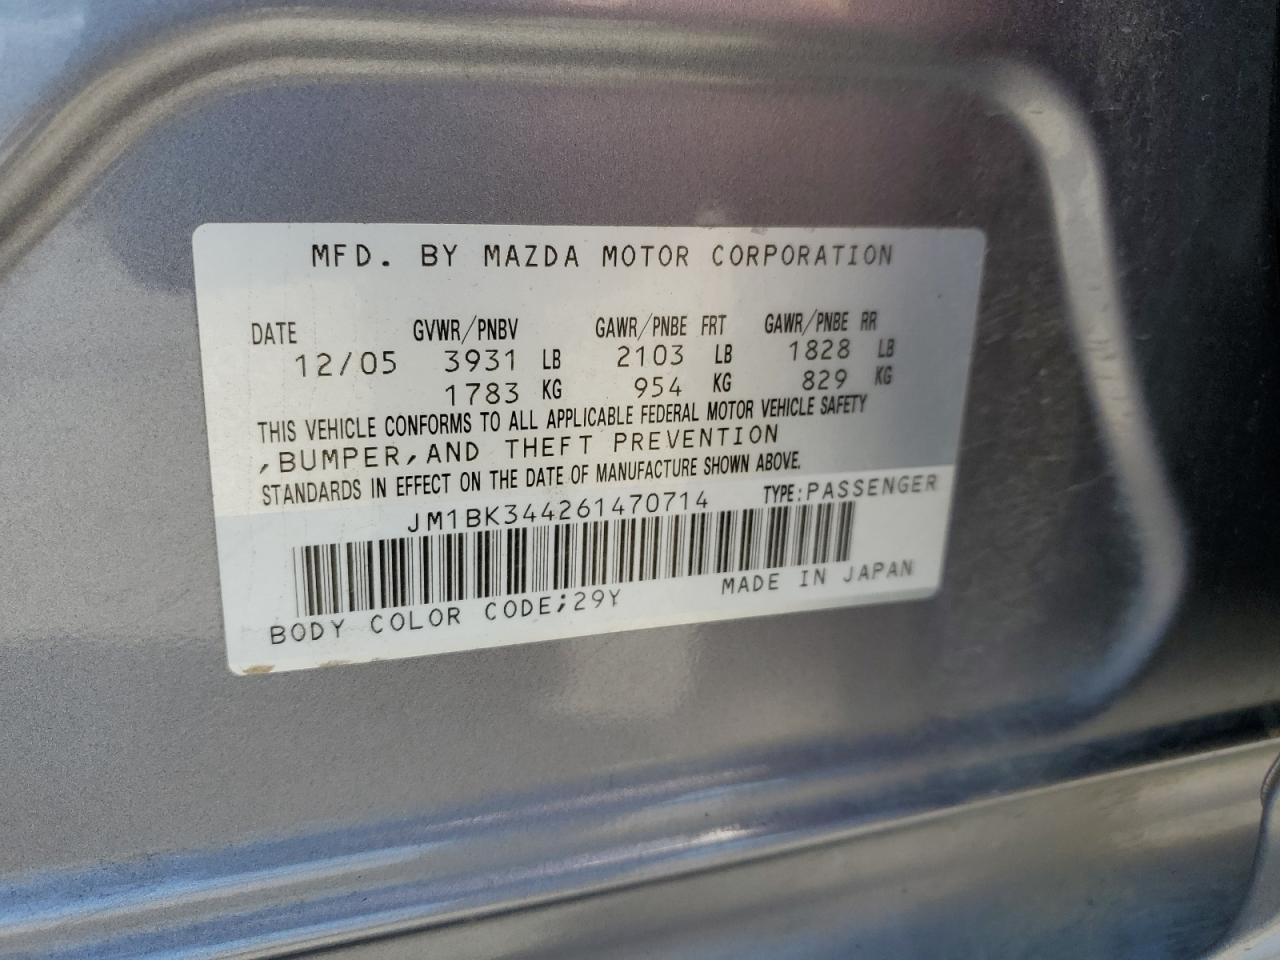 MFD. BY MAZDA MOTOR CORPORATION
DATE GVWR/PNBV GAWR/PNBE FRT GAWR/PNBE RR
12/05 3931 LB 2103 LB 1828 LB
1783 KG 954 KG 829 KG
THIS VEHICLE CONFORMS TO ALL APPLICABLE FEDERAL MOTOR VEHICLE SAFETY
,BUMPER,AND THEFT PREVENTION
STANDARDS IN EFFECT ON THE DATE OF MANUFACTURE SHOWN ABOVE.
JM1BK344261470714 TYPE:PASSENGER
BODY COLOR CODE;29Y MADE IN JAPAN